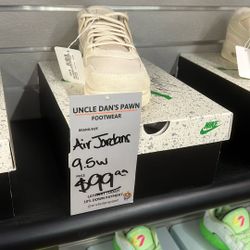 UNCLE DAN'S PAWN
FOOTWEAR
Air Jordans
9.5W
$99.95